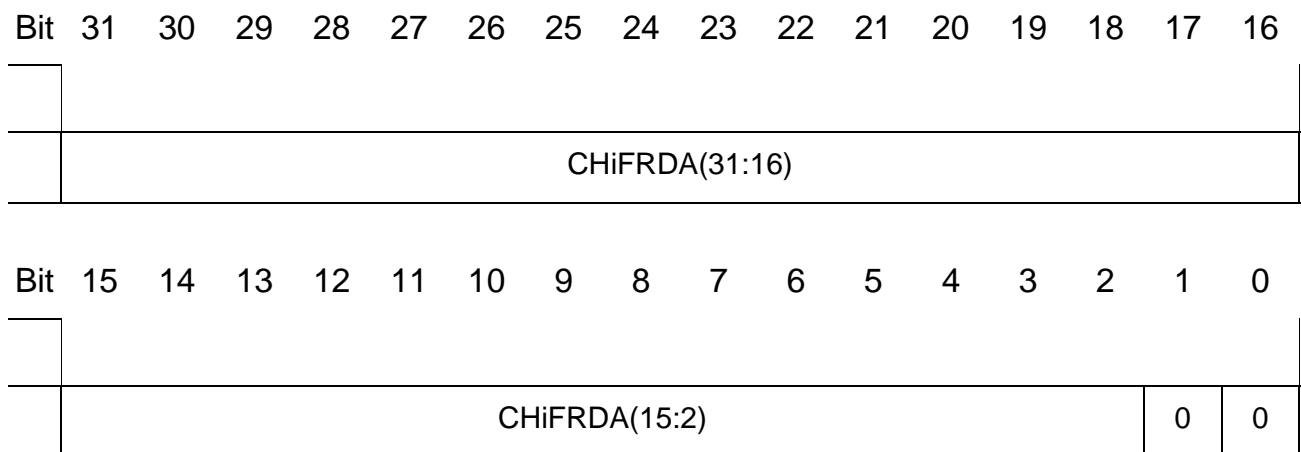 Bit 31 30 29 28 27 26 25 24 23 22 21 20 19 18 17 16
CHiFRDA(31:16)
Bit 15 14 13 12 11 10 9 8 7 6 5 4 3 2 1 0
CHiFRDA(15:2) 0 0